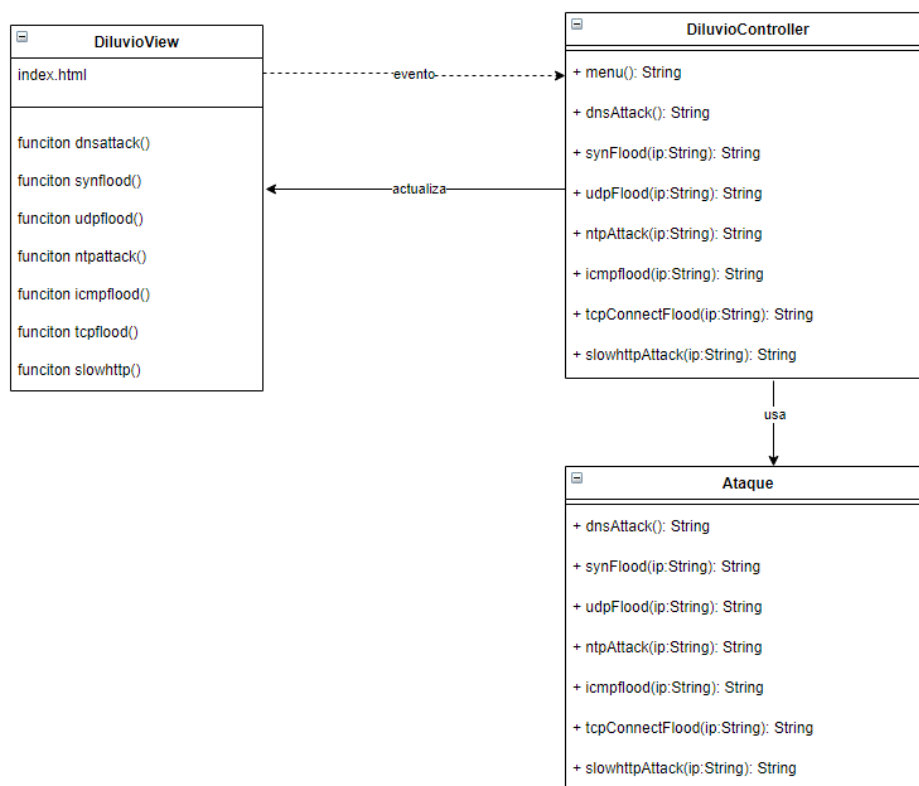 DiluvioView
index.html
funciton dnsattack()
funciton synflood()
funciton udpflood()
funciton ntpattack()
funciton icmpflood()
funciton tcpflood()
funciton slowhttp()
evento
actualiza
DiluvioController
+ menu(): String
+ dnsAttack(): String
+ synFlood(ip:String): String
+ udpFlood(ip:String): String
+ ntpAttack(ip:String): String
+ icmpflood(ip:String): String
+ tcpConnectFlood(ip:String): String
+ slowhttpAttack(ip:String): String
usa
Ataque
+ dnsAttack(): String
+ synFlood(ip:String): String
+ udpFlood(ip:String): String
+ ntpAttack(ip:String): String
+ icmpflood(ip:String): String
+ tcpConnectFlood(ip:String): String
+ slowhttpAttack(ip:String): String